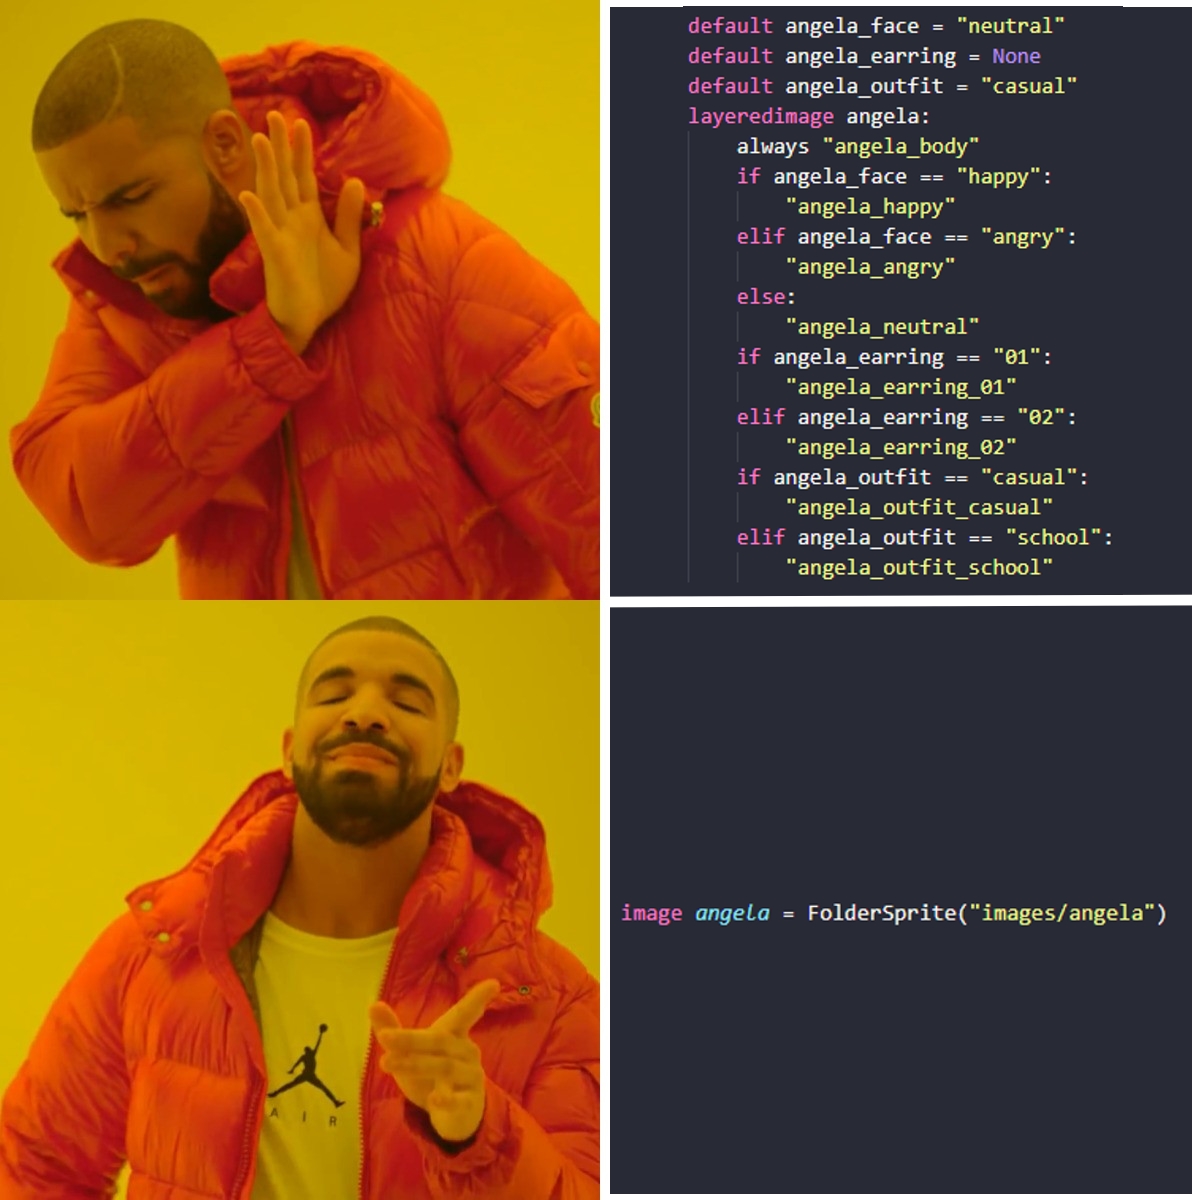 default angela_face = "neutral"
default angela_earring = None
default angela_outfit = "casual"
layeredimage angela:
always "angela_body"
if angela_face == "happy":
"angela_happy"
elif angela_face == "angry":
"angela_angry"
else:
"angela_neutral"
if angela_earring == "01":
"angela_earring_01"
elif angela_earring == "02":
"angela_earring_02"
if angela_outfit == "casual":
"angela_outfit_casual"
elif angela_outfit == "school":
"angela_outfit_school"
image angela = FolderSprite("images/angela")
AIR